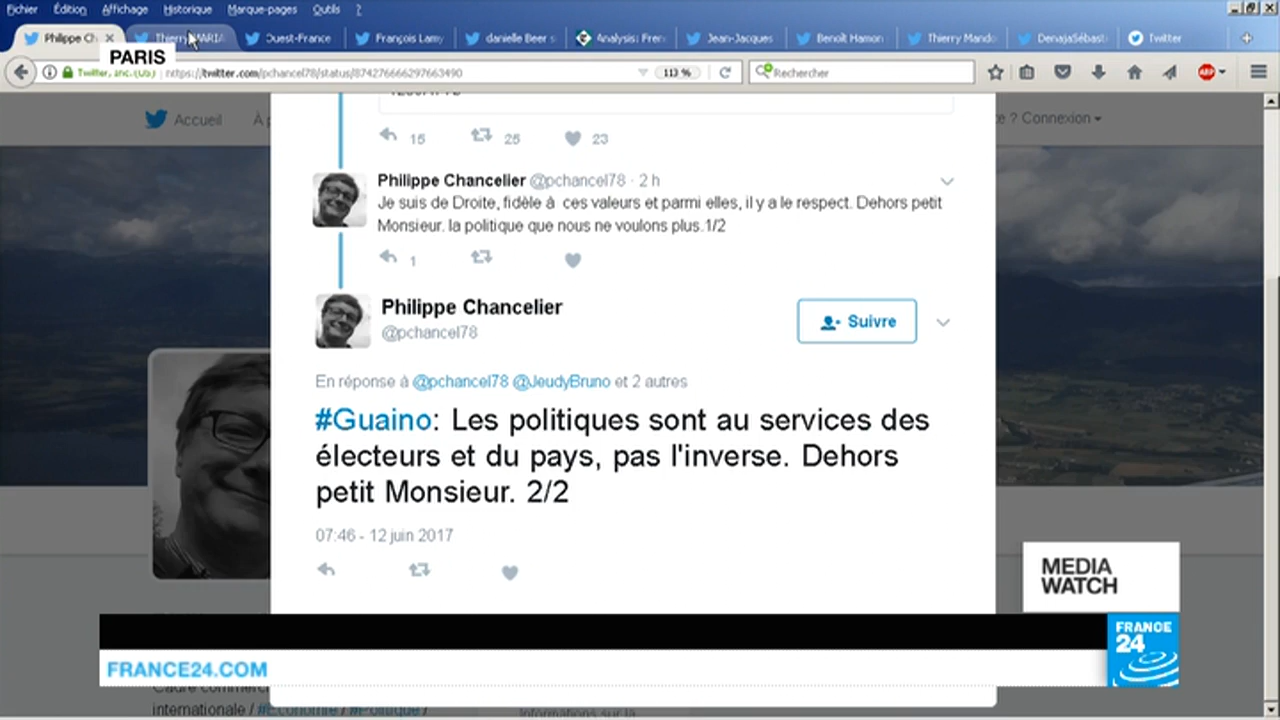 Fichier Édition Affichage Historique Marque-pages Outils ?
Philippe Ch Thierry MARIA Ouest-France François Lamy danielle Beer s Analysis: Fren Jean-Jacques Benoît Hamon Thierry Mando DenajaSébast Twitter
PARIS
Twitter, Inc. (US) https://twitter.com/pchancel78/status/874276666297663490 113 % Rechercher
Accueil À p
te ? Connexion
15 25 23
Philippe Chancelier @pchancel78 · 2 h
Je suis de Droite, fidèle à ces valeurs et parmi elles, il y a le respect. Dehors petit
Monsieur. la politique que nous ne voulons plus.1/2
1
Philippe Chancelier
@pchancel78
Suivre
En réponse à @pchancel78 @JeudyBruno et 2 autres
#Guaino: Les politiques sont au services des
électeurs et du pays, pas l'inverse. Dehors
petit Monsieur. 2/2
07:46 - 12 juin 2017
MEDIA
WATCH
FRANCE
24
FRANCE24.COM
Cadre commerc
internationale / #Economie / #Politique /
Informations sur la